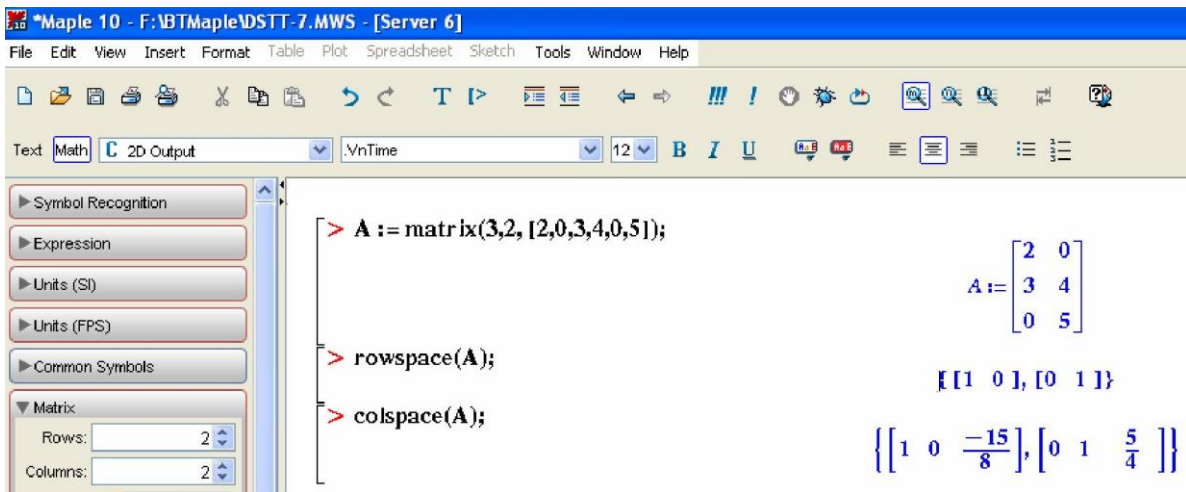 *Maple 10 - F:\BTMaple\DSTT-7.MWS - [Server 6]
File Edit View Insert Format Table Plot Spreadsheet Sketch Tools Window Help
Text Math C 2D Output .VnTime 12 B I U
Symbol Recognition
Expression
Units (SI)
Units (FPS)
Common Symbols
Matrix
Rows: 2
Columns: 2
> A := matrix(3,2, [2,0,3,4,0,5]);
A := [2 0
3 4
0 5]
> rowspace(A);
{[1 0], [0 1]}
> colspace(A);
{[1 0 -15/8], [0 1 5/4]}